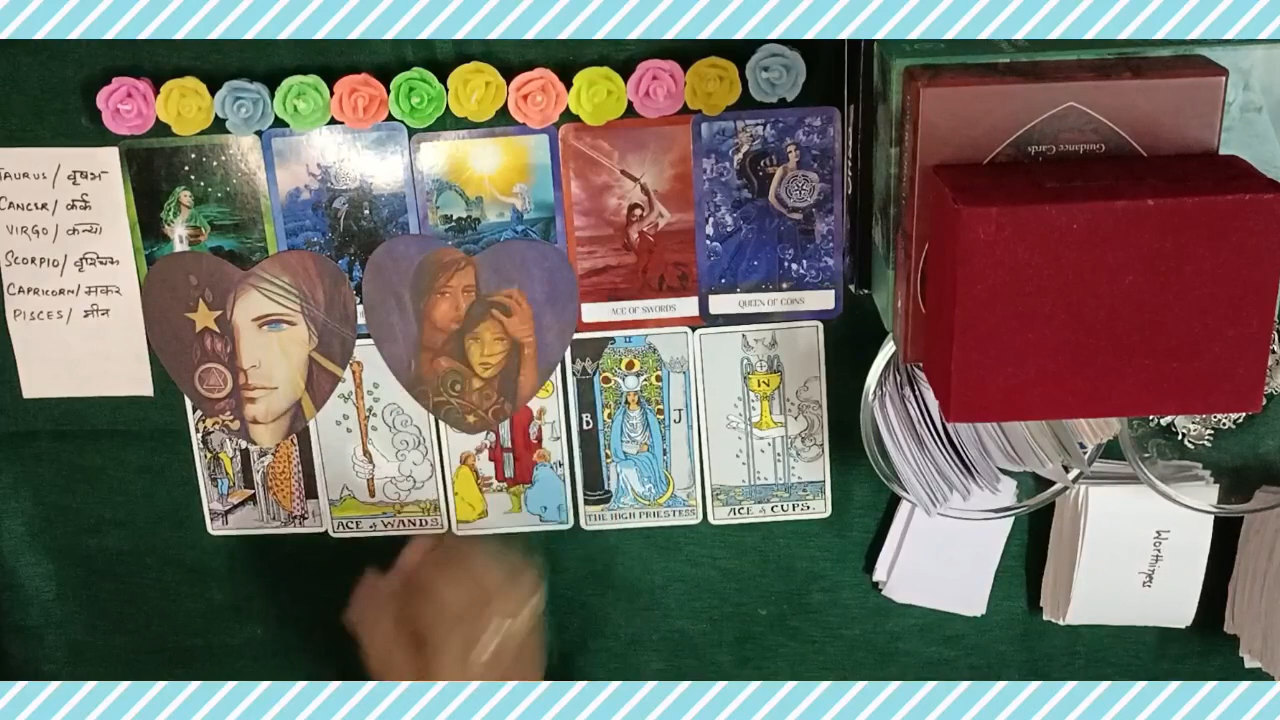 TAURUS / वृषभ
CANCER / कर्क
VIRGO / कन्या
SCORPIO / वृश्चिक
CAPRICORN / मकर
PISCES / मीन
ACE OF SWORDS
QUEEN OF COINS
B J
ACE of WANDS
THE HIGH PRIESTESS
ACE of CUPS.
Guidance Cards
Worthiness